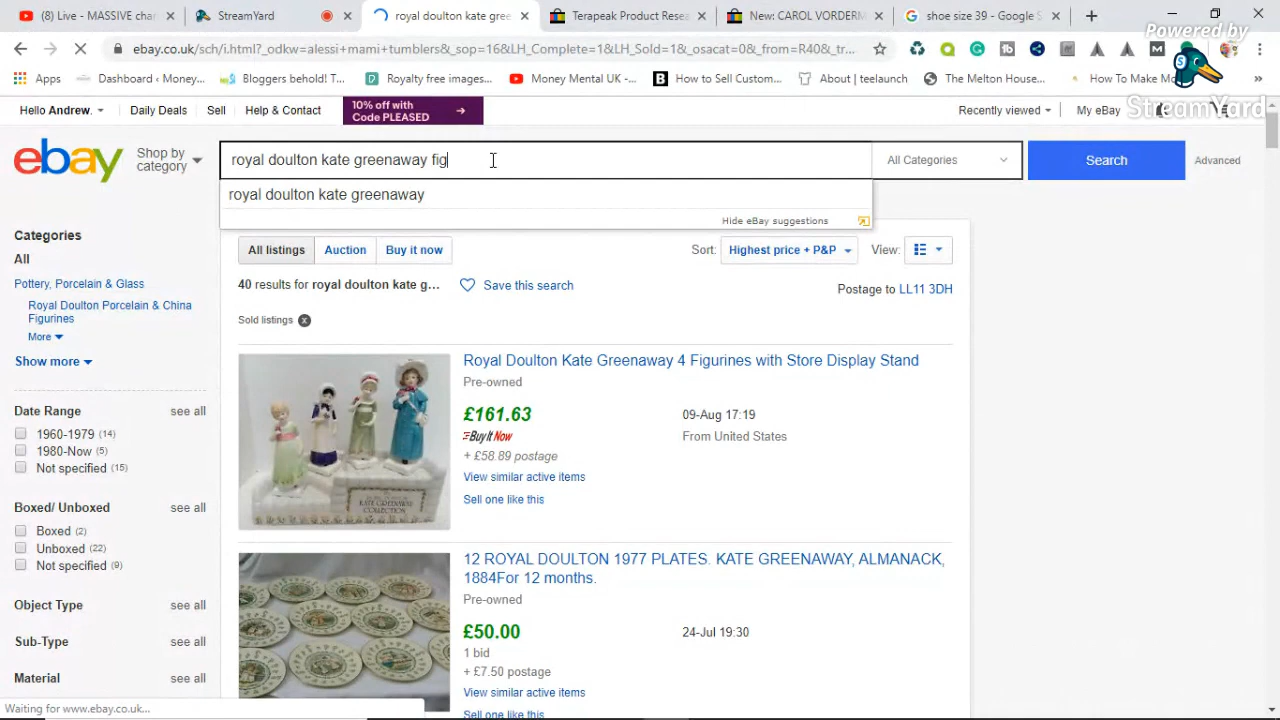 (8) Live - MASSIVE chari
StreamYard
royal doulton kate gree
Terapeak Product Resea
New: CAROL VORDERM
shoe size 39 - Google S
Powered by
StreamYard
ebay.co.uk/sch/i.html?_odkw=alessi+mami+tumblers&_sop=16&LH_Complete=1&LH_Sold=1&_osacat=0&_from=R40&_tr...
Apps
Dashboard ‹ Money...
Bloggers behold! Th...
Royalty free images...
Money Mental UK -...
How to Sell Custom...
About | teelaunch
The Melton House...
How To Make Mo
Hello Andrew.
Daily Deals
Sell
Help & Contact
10% off with
Code PLEASED
Recently viewed
My eBay
ebay
Shop by
category
royal doulton kate greenaway fig
All Categories
Search
Advanced
royal doulton kate greenaway
Hide eBay suggestions
Categories
All
Pottery, Porcelain & Glass
Royal Doulton Porcelain & China
Figurines
More
Show more
All listings
Auction
Buy it now
Sort:
Highest price + P&P
View:
40 results for royal doulton kate g...
Save this search
Postage to LL11 3DH
Sold listings
Date Range
see all
1960-1979 (14)
1980-Now (5)
Not specified (15)
Boxed/ Unboxed
see all
Boxed (2)
Unboxed (22)
Not specified (9)
Object Type
see all
Sub-Type
see all
Material
see all
Royal Doulton Kate Greenaway 4 Figurines with Store Display Stand
Pre-owned
£161.63
09-Aug 17:19
Buy It Now
From United States
+ £58.89 postage
View similar active items
Sell one like this
KATE GREENAWAY
COLLECTION
12 ROYAL DOULTON 1977 PLATES. KATE GREENAWAY, ALMANACK,
1884For 12 months.
Pre-owned
£50.00
24-Jul 19:30
1 bid
+ £7.50 postage
View similar active items
Sell one like this
Waiting for www.ebay.co.uk...